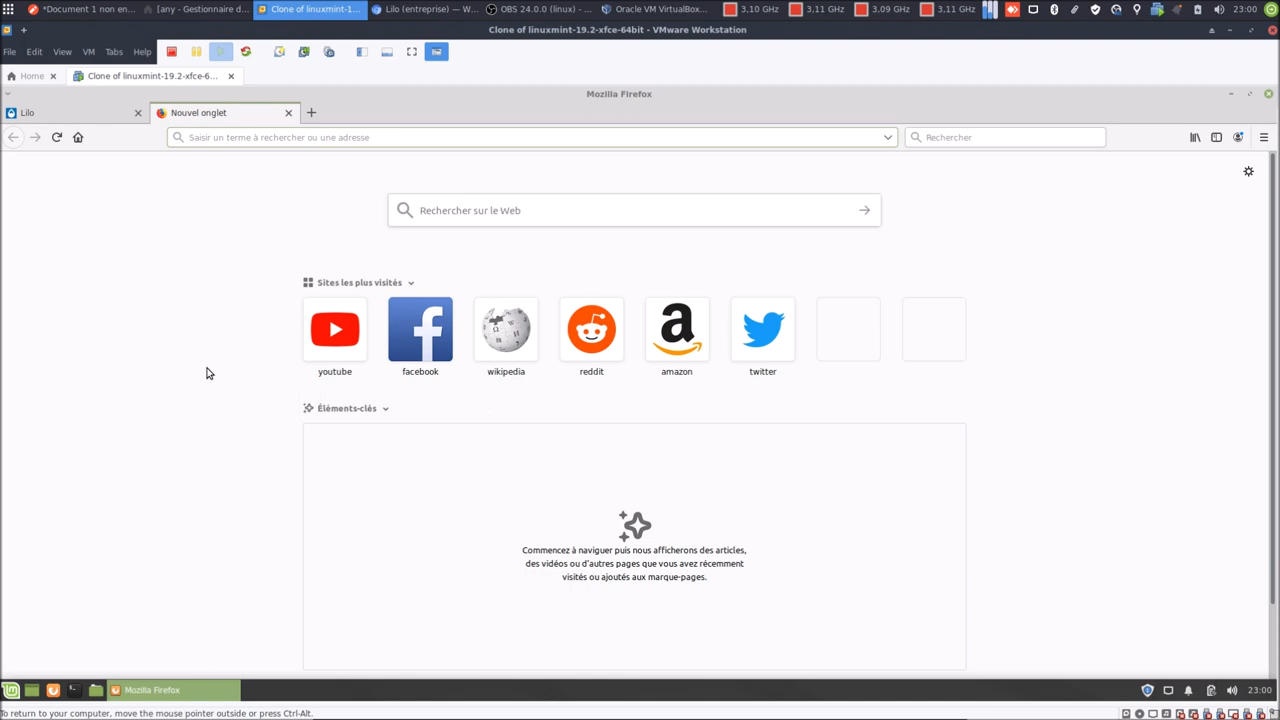 *Document 1 non en...
[any - Gestionnaire d...
Clone of linuxmint-1...
Lilo (entreprise) — W...
OBS 24.0.0 (linux) - ...
Oracle VM VirtualBox...
3,10 GHz
3,11 GHz
3.09 GHz
3,11 GHz
23:00
Clone of linuxmint-19.2-xfce-64bit - VMware Workstation
File Edit View VM Tabs Help
Home
Clone of linuxmint-19.2-xfce-6...
Mozilla Firefox
Lilo
Nouvel onglet
Saisir un terme à rechercher ou une adresse
Rechercher
Rechercher sur le Web
Sites les plus visités
youtube
facebook
wikipedia
reddit
amazon
twitter
Éléments-clés
Commencez à naviguer puis nous afficherons des articles,
des vidéos ou d'autres pages que vous avez récemment
visités ou ajoutés aux marque-pages.
Mozilla Firefox
23:00
To return to your computer, move the mouse pointer outside or press Ctrl-Alt.